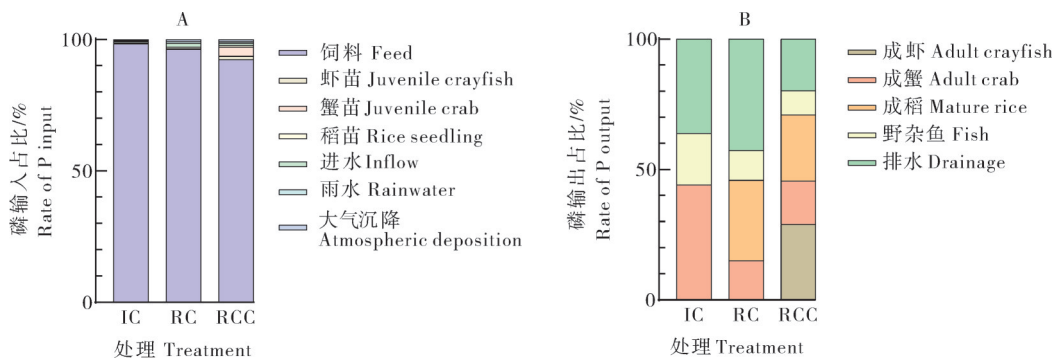 A
磷输入占比/%
Rate of P input
100
50
0
IC
RC
RCC
处理 Treatment
饲料 Feed
虾苗 Juvenile crayfish
蟹苗 Juvenile crab
稻苗 Rice seedling
进水 Inflow
雨水 Rainwater
大气沉降
Atmospheric deposition
B
磷输出占比/%
Rate of P output
100
50
0
IC
RC
RCC
处理 Treatment
成虾 Adult crayfish
成蟹 Adult crab
成稻 Mature rice
野杂鱼 Fish
排水 Drainage